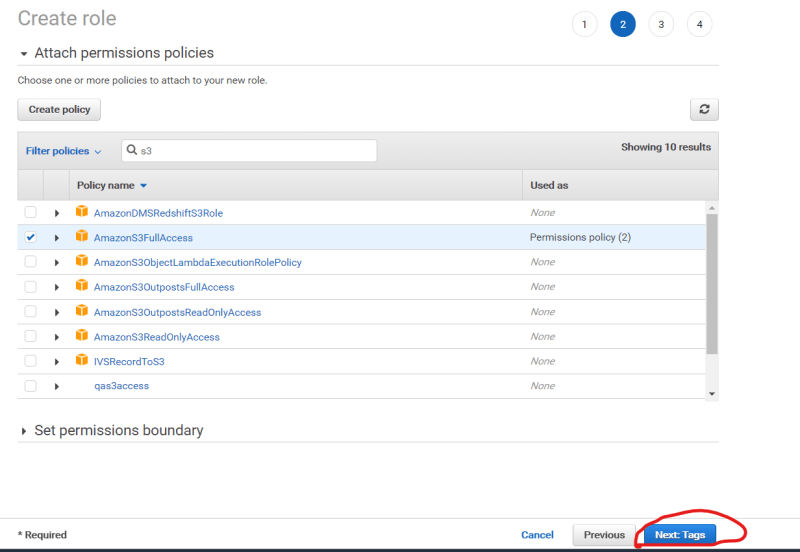 Create role
1 2 3 4
Attach permissions policies
Choose one or more policies to attach to your new role.
Create policy
Filter policies s3 Showing 10 results
Policy name Used as
AmazonDMSRedshiftS3Role None
AmazonS3FullAccess Permissions policy (2)
AmazonS3ObjectLambdaExecutionRolePolicy None
AmazonS3OutpostsFullAccess None
AmazonS3OutpostsReadOnlyAccess None
AmazonS3ReadOnlyAccess None
IVSRecordToS3 None
qas3access None
Set permissions boundary
* Required Cancel Previous Next: Tags